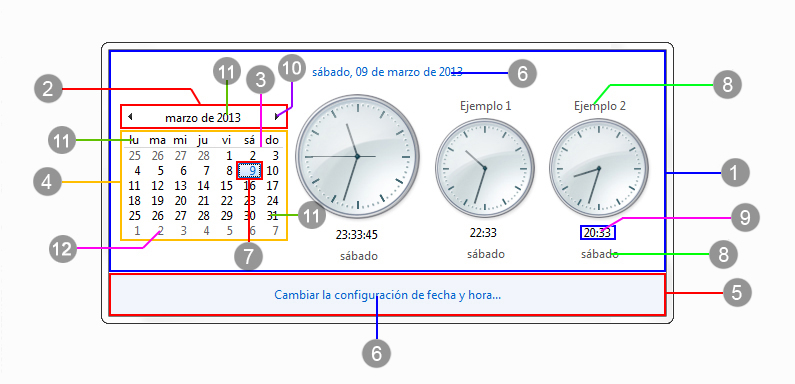 sábado, 09 de marzo de 2013
6
11
3
10
2
8
marzo de 2013
Ejemplo 1
Ejemplo 2
11
lu ma mi ju vi sá do
25 26 27 28 1 2 3
4 5 6 7 8 9 10
11 12 13 14 15 16 17
18 19 20 21 22 23 24
25 26 27 28 29 30 31
1 2 3 4 5 6 7
4
11
12
7
1
23:33:45
sábado
22:33
sábado
20:33
sábado
9
8
Cambiar la configuración de fecha y hora...
5
6